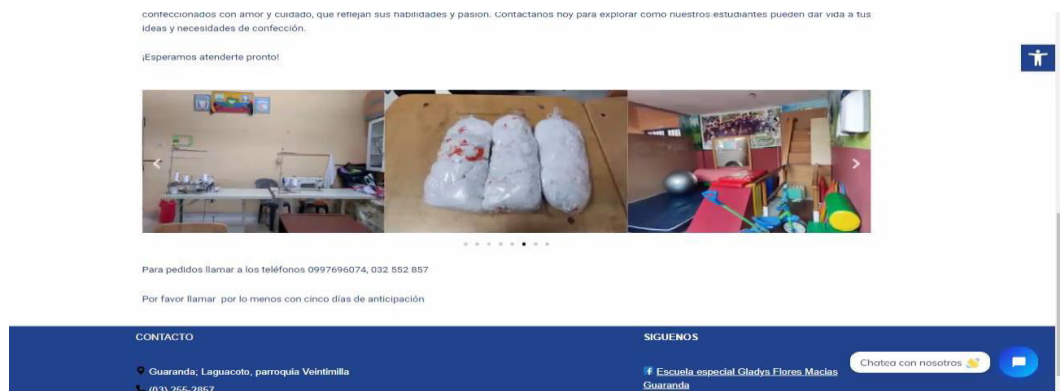 confeccionados con amor y cuidado, que reflejan sus habilidades y pasión. Contáctanos hoy para explorar cómo nuestros estudiantes pueden dar vida a tus
ideas y necesidades de confección.
¡Esperamos atenderte pronto!
Para pedidos llamar a los teléfonos 0997696074, 032 552 857
Por favor llamar por lo menos con cinco días de anticipación
CONTACTO
SIGUENOS
Guaranda; Laguacoto, parroquia Veintimilla
(03) 255-2857
Escuela especial Gladys Flores Macias
Guaranda
Chatea con nosotros 👋